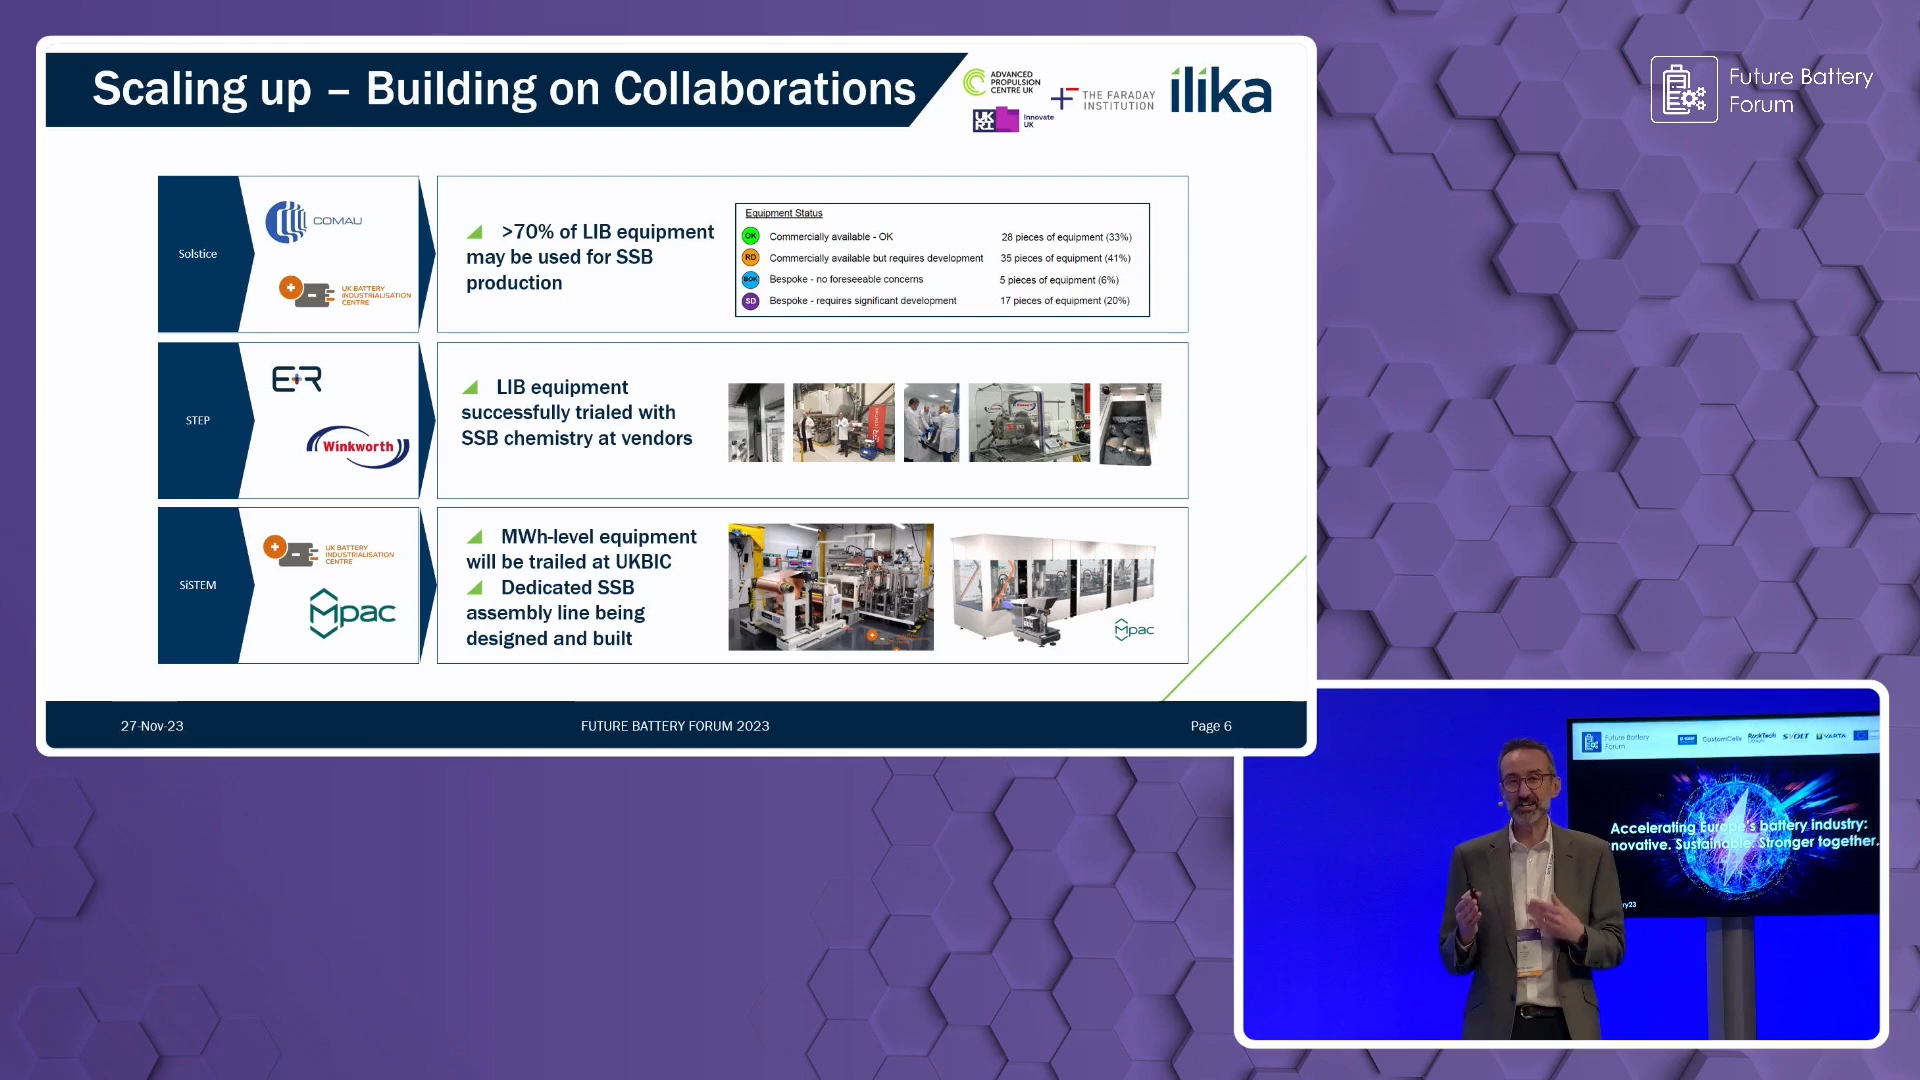 Scaling up – Building on Collaborations
ADVANCED
PROPULSION
CENTRE UK
UKRI
Innovate
UK
THE FARADAY
INSTITUTION
ilika
Future Battery
Forum
Solstice
COMAU
UK BATTERY
INDUSTRIALISATION
CENTRE
>70% of LIB equipment
may be used for SSB
production
Equipment Status
OK Commercially available - OK 28 pieces of equipment (33%)
RD Commercially available but requires development 35 pieces of equipment (41%)
BOK Bespoke - no foreseeable concerns 5 pieces of equipment (6%)
SD Bespoke - requires significant development 17 pieces of equipment (20%)
STEP
E+R
Winkworth
LIB equipment
successfully trialed with
SSB chemistry at vendors
SiSTEM
UK BATTERY
INDUSTRIALISATION
CENTRE
Mpac
MWh-level equipment
will be trailed at UKBIC
Dedicated SSB
assembly line being
designed and built
Mpac
27-Nov-23
FUTURE BATTERY FORUM 2023
Page 6
Future Battery
Forum
CustomCells
RockTech
SVOLT
VARTA
Accelerating Europe's battery industry:
novative. Sustainable. Stronger together.
ry23